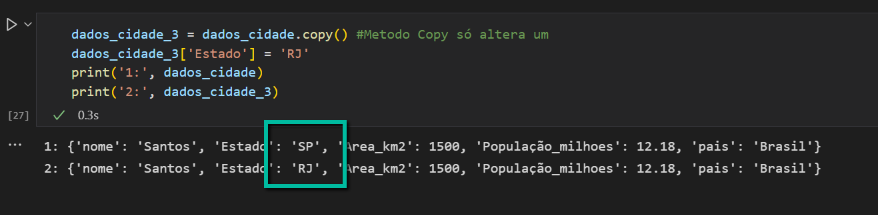 dados_cidade_3 = dados_cidade.copy() #Metodo Copy só altera um
dados_cidade_3['Estado'] = 'RJ'
print('1:', dados_cidade)
print('2:', dados_cidade_3)
[27]
0.3s
1: {'nome': 'Santos', 'Estado': 'SP', 'Area_km2': 1500, 'População_milhoes': 12.18, 'pais': 'Brasil'}
2: {'nome': 'Santos', 'Estado': 'RJ', 'Area_km2': 1500, 'População_milhoes': 12.18, 'pais': 'Brasil'}